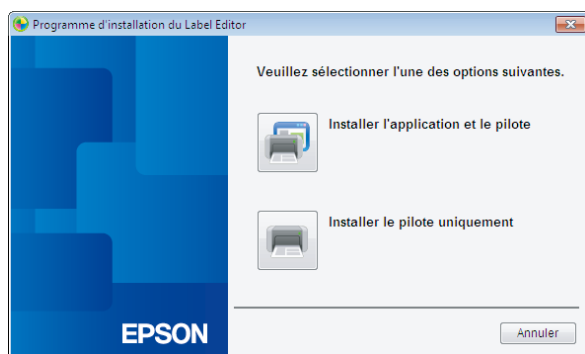 Programme d'installation du Label Editor
Veuillez sélectionner l'une des options suivantes.
Installer l'application et le pilote
Installer le pilote uniquement
EPSON
Annuler